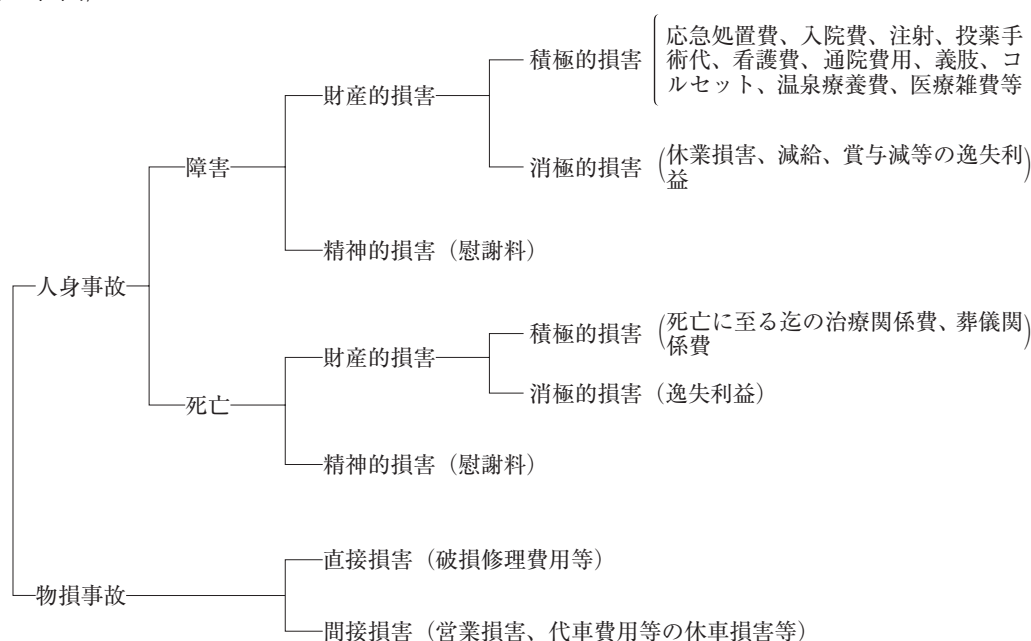 積極的損害
応急処置費、入院費、注射、投薬手
術代、看護費、通院費用、義肢、コ
ルセット、温泉療養費、医療雑費等
財産的損害
消極的損害(休業損害、減給、賞与減等の逸失利
益)
障害
精神的損害(慰謝料)
人身事故
積極的損害(死亡に至る迄の治療関係費、葬儀関
係費)
財産的損害
消極的損害(逸失利益)
死亡
精神的損害(慰謝料)
直接損害(破損修理費用等)
物損事故
間接損害(営業損害、代車費用等の休車損害等)